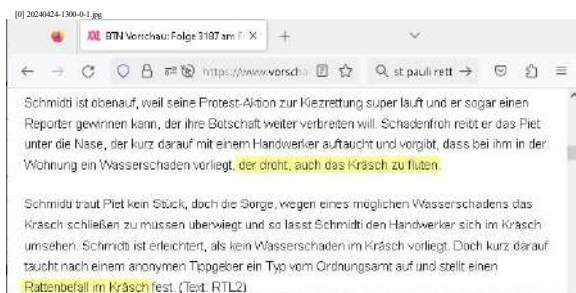 [0] 20240424-1300-0-1.jpg
BTN Vorschau: Folge 3187 am F
https://www.vorscha
st pauli rett
Schmidti ist obenauf, weil seine Protest-Aktion zur Kiezrettung super läuft und er sogar einen
Reporter gewinnen kann, der ihre Botschaft weiter verbreiten will. Schadenfroh reibt er das Piet
unter die Nase, der kurz darauf mit einem Handwerker auftaucht und vorgibt, dass bei ihm in der
Wohnung ein Wasserschaden vorliegt, der droht, auch das Kräsch zu fluten.
Schmidti traut Piet kein Stück, doch die Sorge, wegen eines möglichen Wasserschadens das
Kräsch schließen zu müssen überwiegt und so lässt Schmidti den Handwerker sich im Kräsch
umsehen. Schmidti ist erleichtert, als kein Wasserschaden im Kräsch vorliegt. Doch kurz darauf
taucht nach einem anonymen Tippgeber ein Typ vom Ordnungsamt auf und stellt einen
Rattenbefall im Kräsch fest. (Text: RTL2)